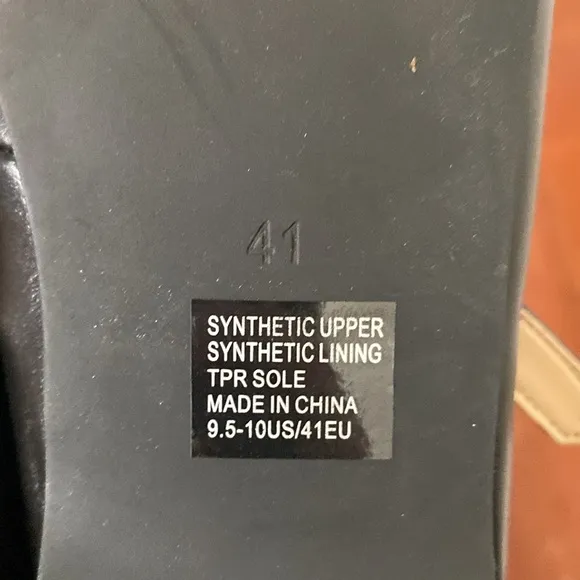 41
SYNTHETIC UPPER
SYNTHETIC LINING
TPR SOLE
MADE IN CHINA
9.5-10US/41EU